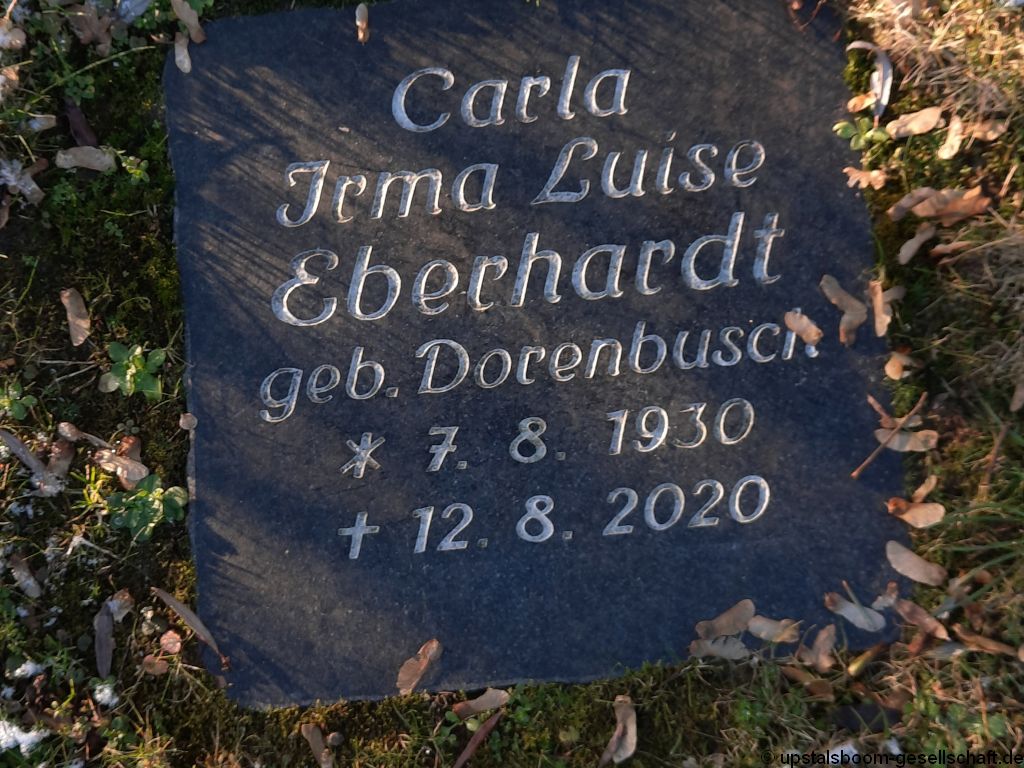 Carla
Irma Luise
Eberhardt
geb. Dorenbusch
* 7. 8. 1930
+ 12. 8. 2020
© upstalsboom-gesellschaft.de